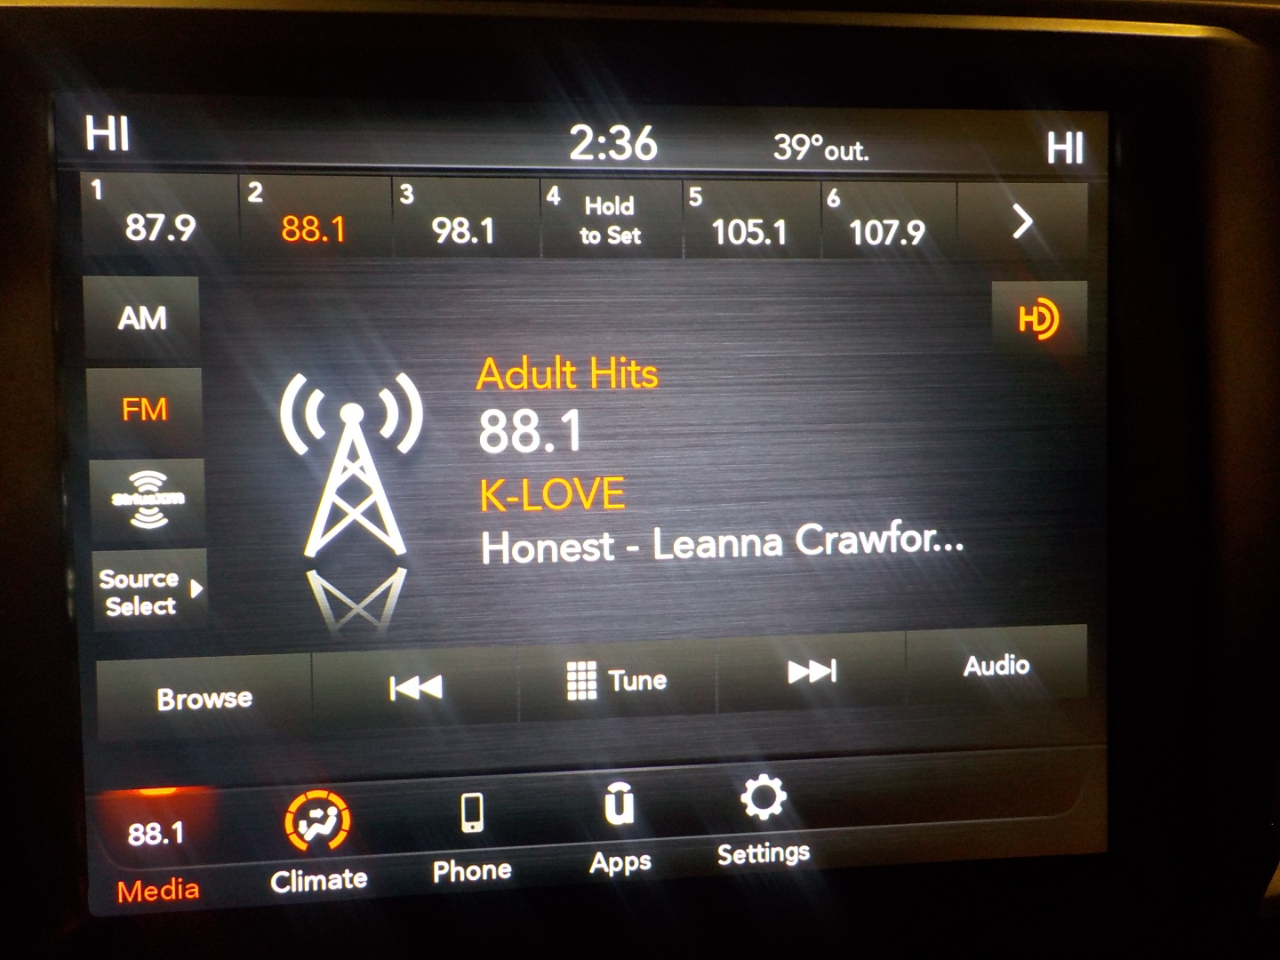 HI 2:36 39°out. HI
1 87.9 2 88.1 3 98.1 4 Hold to Set 5 105.1 6 107.9
AM
FM
SiriusXM
Source
Select
HD
Adult Hits
88.1
K-LOVE
Honest - Leanna Crawfor...
Browse Tune Audio
88.1
Media Climate Phone Apps Settings